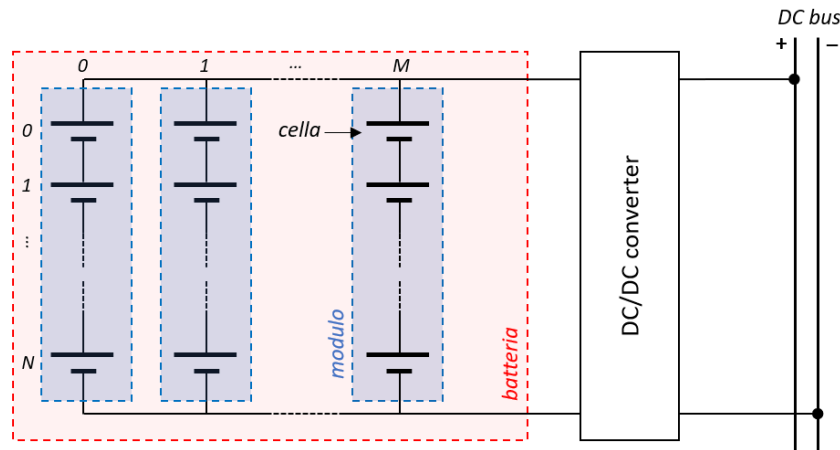 DC bus
+ −
0 1 ... M
0
cella
1
...
N
modulo
batteria
DC/DC converter